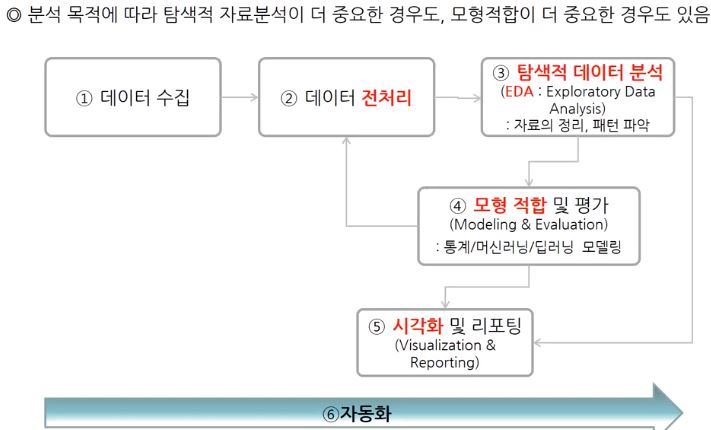 ◎ 분석 목적에 따라 탐색적 자료분석이 더 중요한 경우도, 모형적합이 더 중요한 경우도 있음
① 데이터 수집
② 데이터 전처리
③ 탐색적 데이터 분석
(EDA : Exploratory Data
Analysis)
: 자료의 정리, 패턴 파악
④ 모형 적합 및 평가
(Modeling & Evaluation)
: 통계/머신러닝/딥러닝 모델링
⑤ 시각화 및 리포팅
(Visualization &
Reporting)
⑥자동화